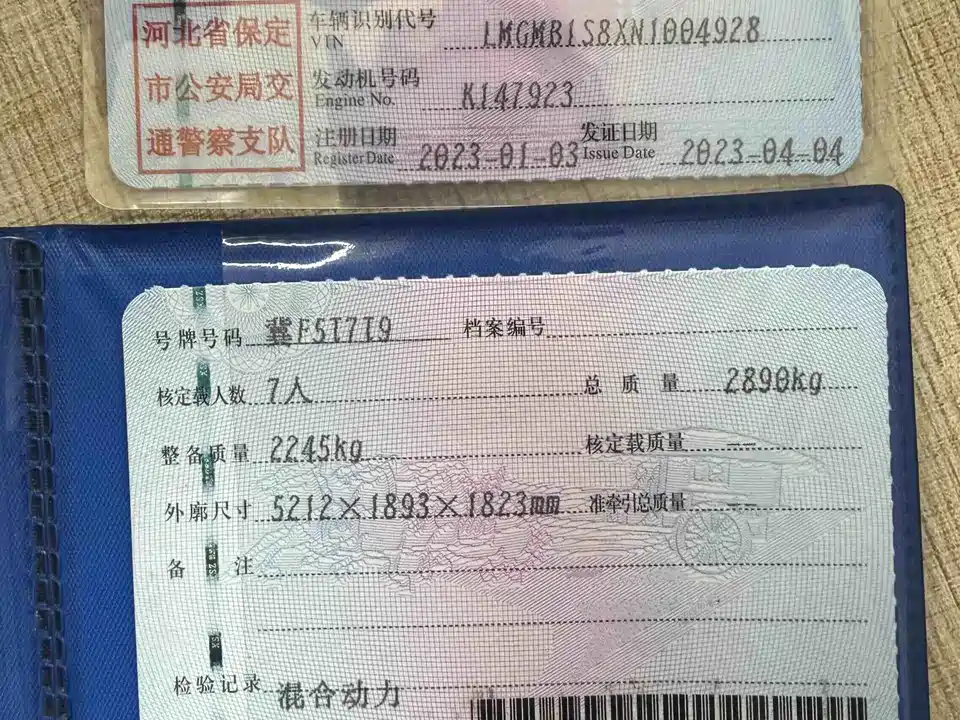 河北省保定
市公安局交
通警察支队
车辆识别代号
VIN
LMGMB1S8XN1004928
发动机号码
Engine No.
K147923
注册日期
Register Date
2023-01-03
发证日期
Issue Date
2023-04-04
号牌号码 冀F5T7T9 档案编号
核定载人数 7人 总质量 2890kg
整备质量 2245kg 核定载质量 --
外廓尺寸 5212×1893×1823mm 准牵引总质量 --
备注
检验记录 混合动力